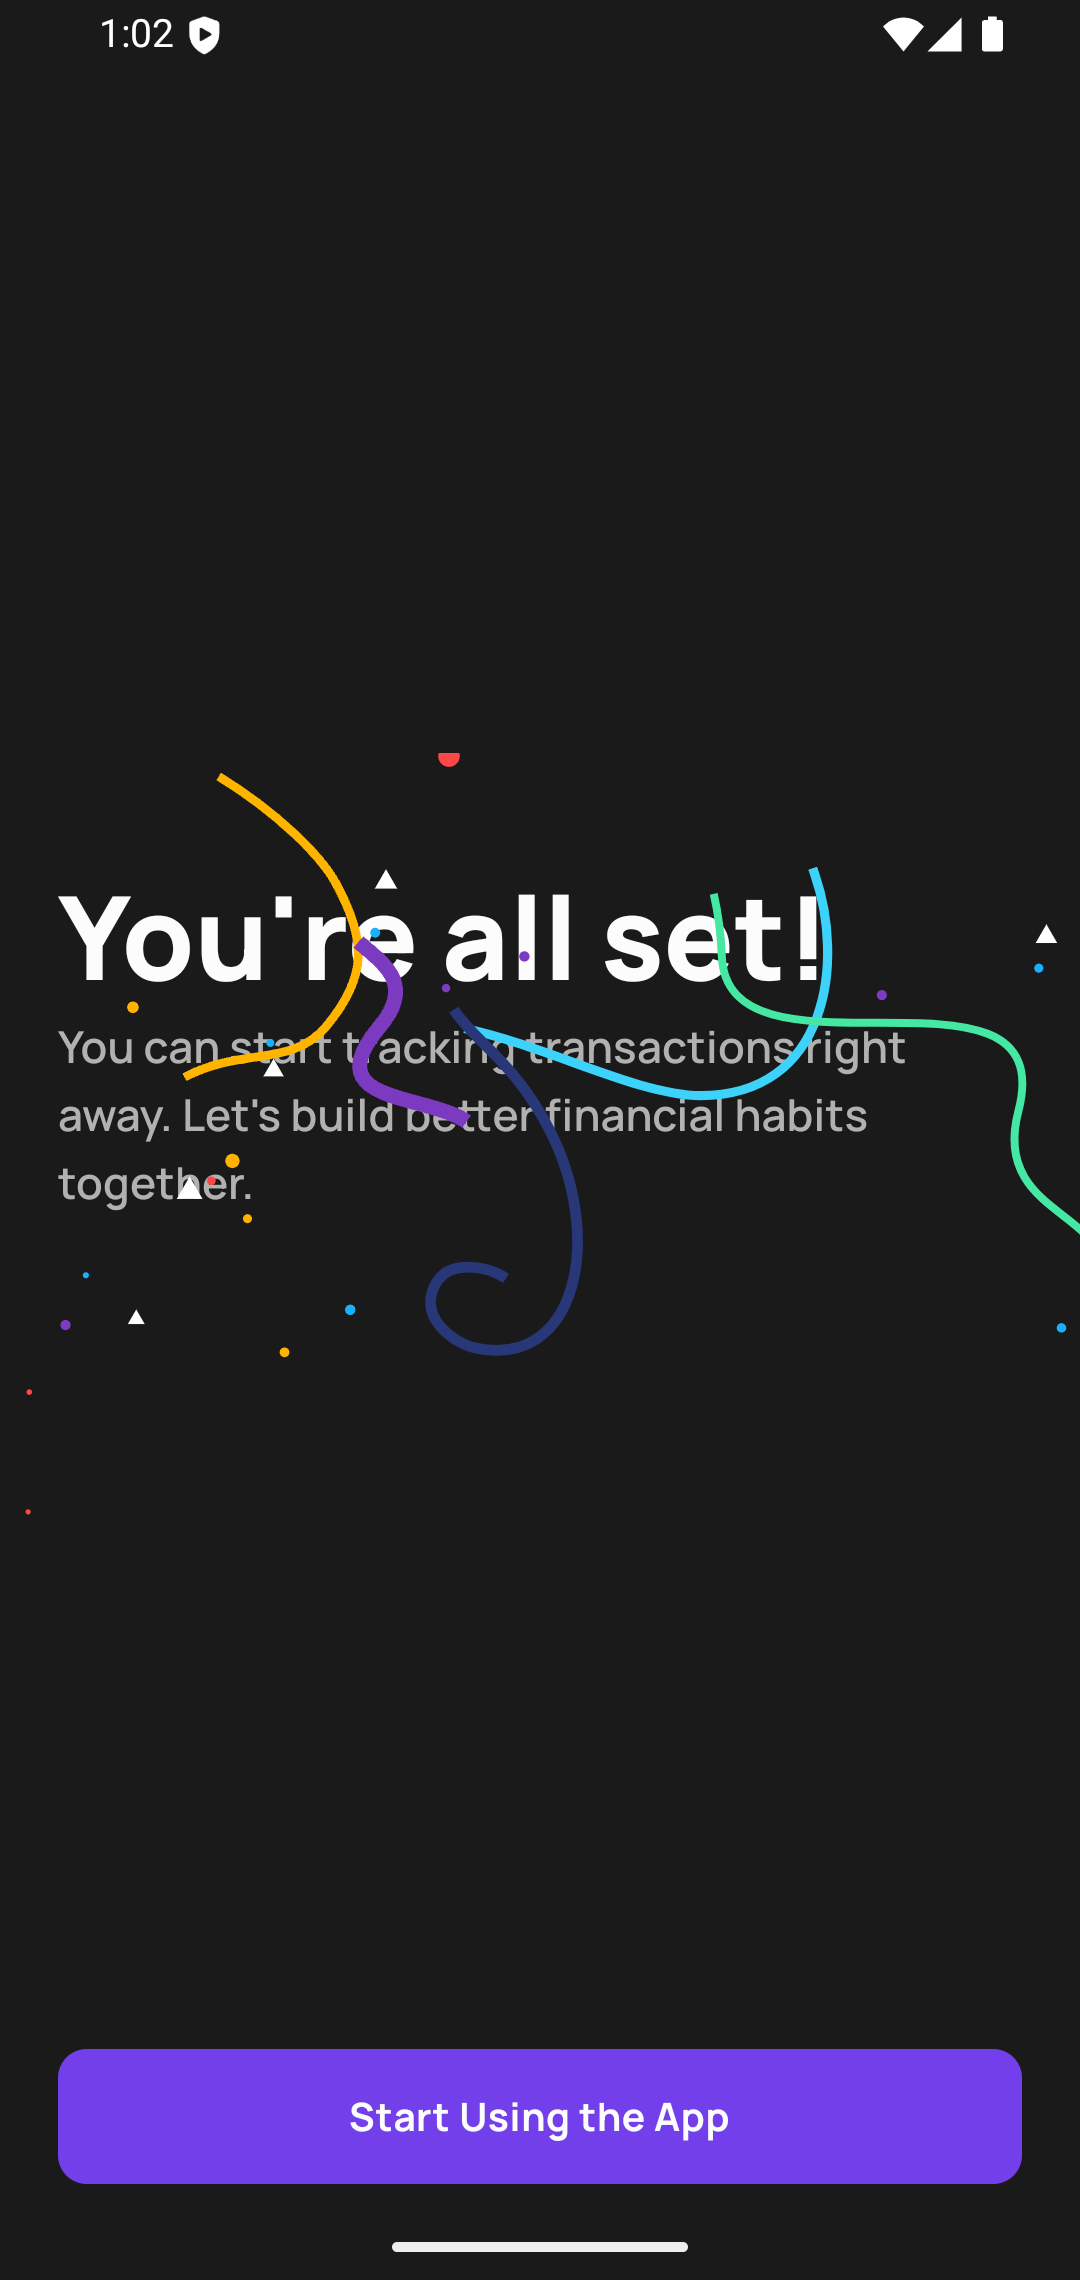 1:02
You're all set!
You can start tracking transactions right
away. Let's build better financial habits
together.
Start Using the App